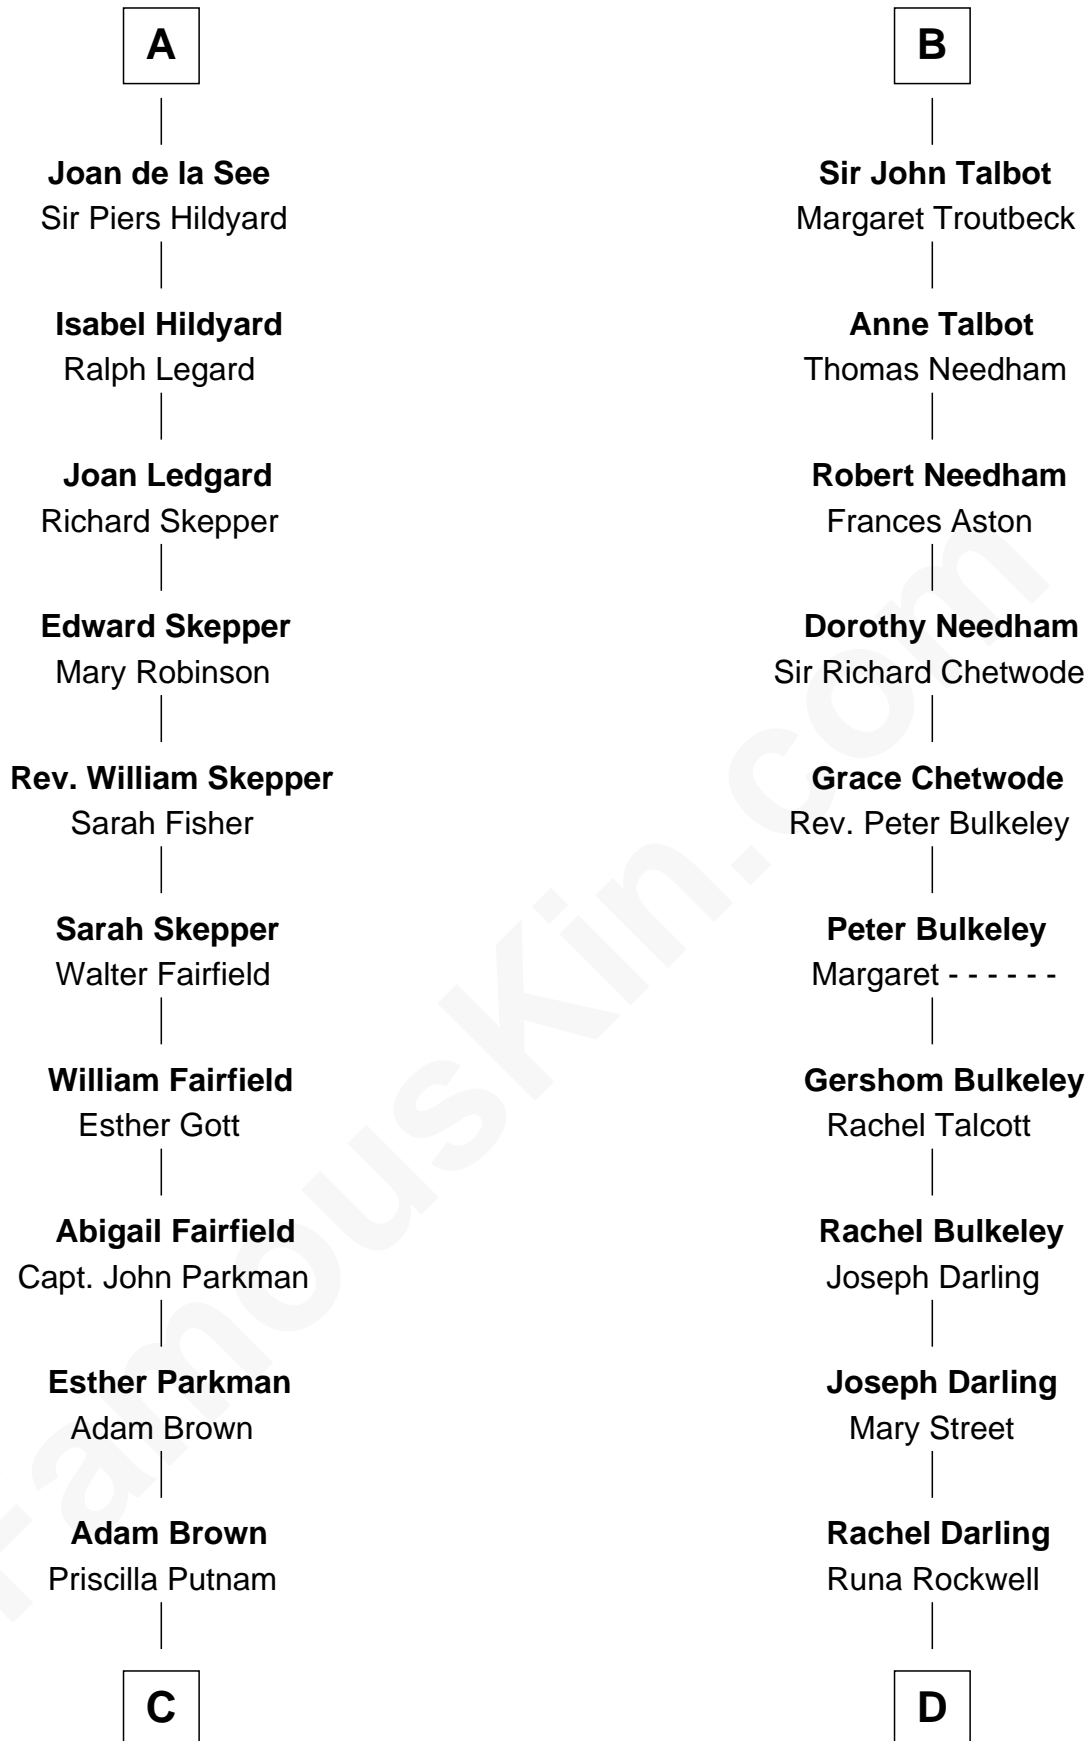 A
Joan de la See
Sir Piers Hildyard
Isabel Hildyard
Ralph Legard
Joan Ledgard
Richard Skepper
Edward Skepper
Mary Robinson
Rev. William Skepper
Sarah Fisher
Sarah Skepper
Walter Fairfield
William Fairfield
Esther Gott
Abigail Fairfield
Capt. John Parkman
Esther Parkman
Adam Brown
Adam Brown
Priscilla Putnam
C
B
Sir John Talbot
Margaret Troutbeck
Anne Talbot
Thomas Needham
Robert Needham
Frances Aston
Dorothy Needham
Sir Richard Chetwode
Grace Chetwode
Rev. Peter Bulkeley
Peter Bulkeley
Margaret - - - - - -
Gershom Bulkeley
Rachel Talcott
Rachel Bulkeley
Joseph Darling
Joseph Darling
Mary Street
Rachel Darling
Runa Rockwell
D
FamousKin.com